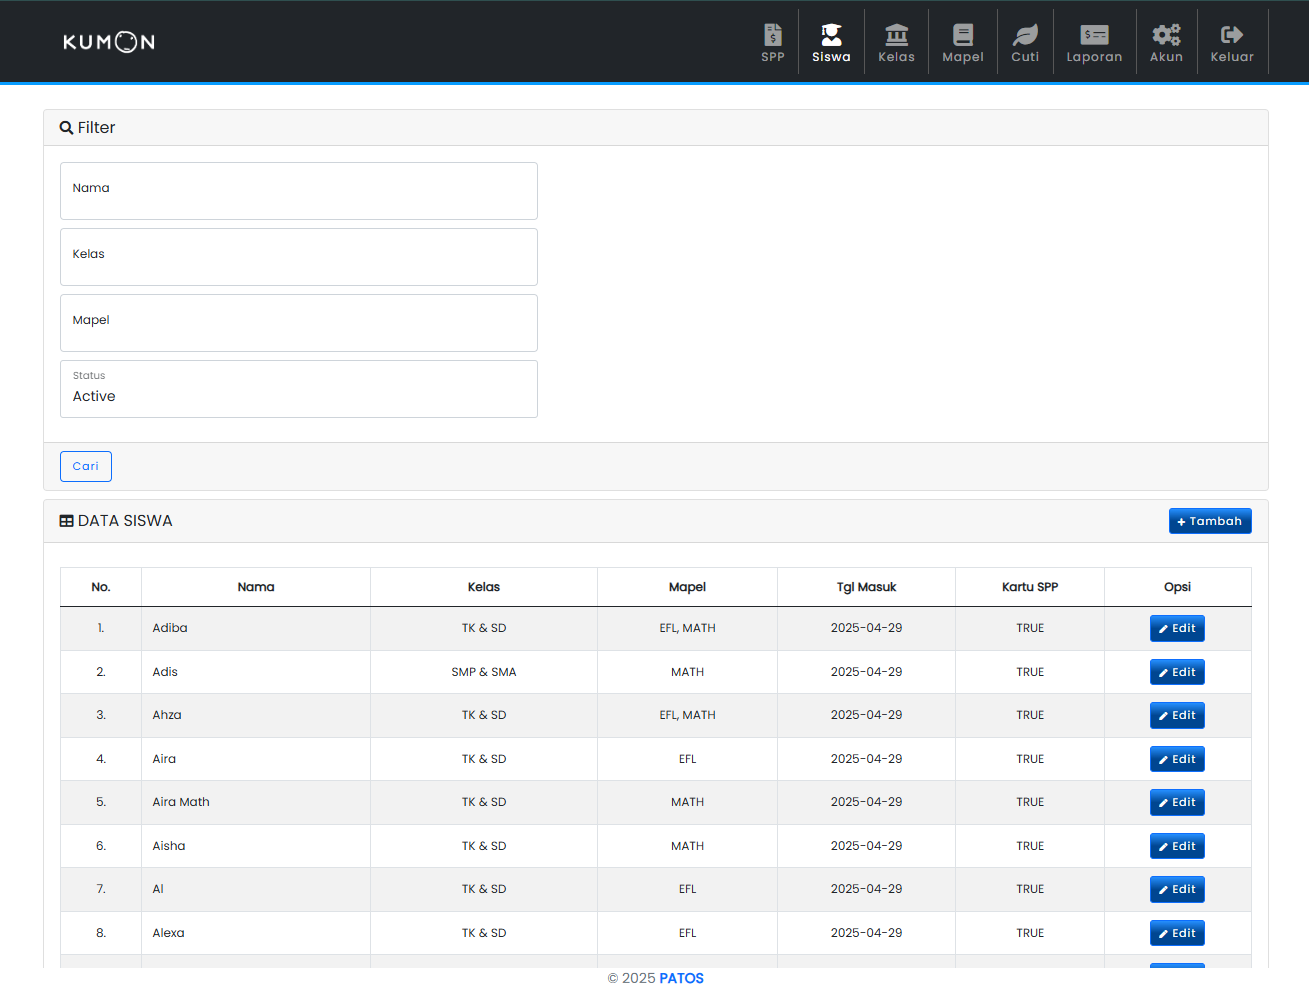 KUMON
SPP
Siswa
Kelas
Mapel
Cuti
Laporan
Akun
Keluar
Filter
Nama
Kelas
Mapel
Status
Active
Cari
DATA SISWA
+ Tambah
No. Nama Kelas Mapel Tgl Masuk Kartu SPP Opsi
1. Adiba TK & SD EFL, MATH 2025-04-29 TRUE Edit
2. Adis SMP & SMA MATH 2025-04-29 TRUE Edit
3. Ahza TK & SD EFL, MATH 2025-04-29 TRUE Edit
4. Aira TK & SD EFL 2025-04-29 TRUE Edit
5. Aira Math TK & SD MATH 2025-04-29 TRUE Edit
6. Aisha TK & SD MATH 2025-04-29 TRUE Edit
7. Al TK & SD EFL 2025-04-29 TRUE Edit
8. Alexa TK & SD EFL 2025-04-29 TRUE Edit
© 2025 PATOS